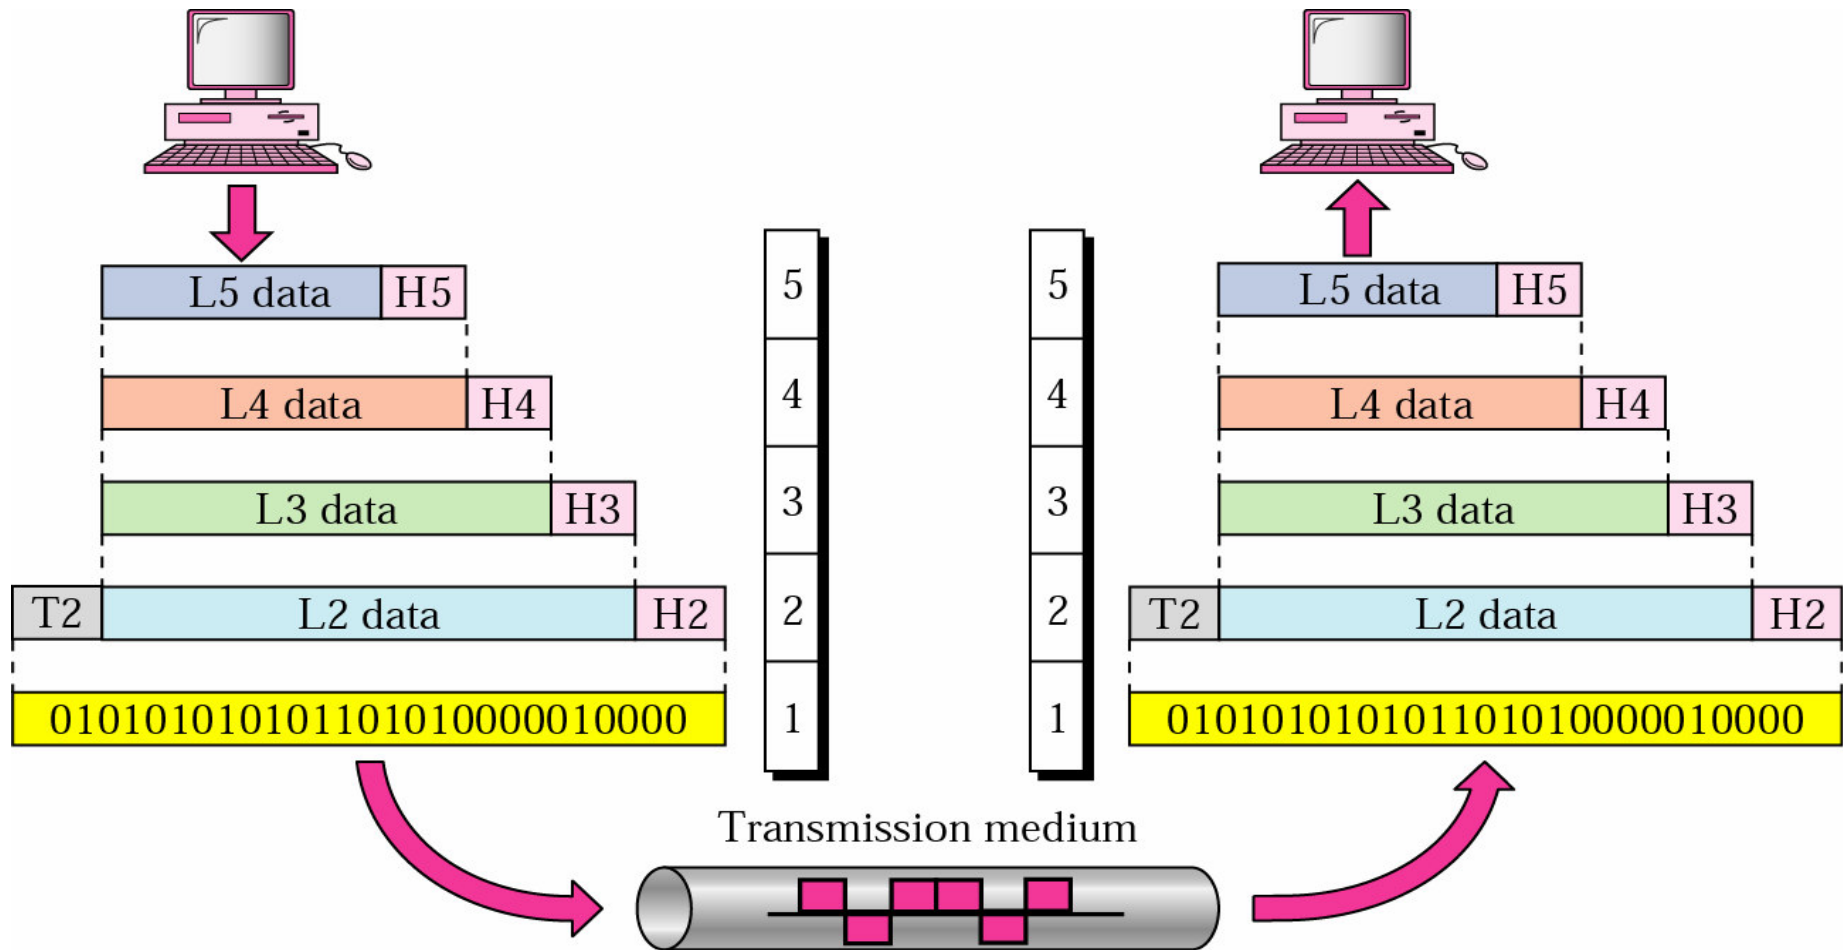 L5 data H5 5 5 L5 data H5
L4 data H4 4 4 L4 data H4
L3 data H3 3 3 L3 data H3
T2 L2 data H2 2 2 T2 L2 data H2
010101010101101010000010000 1 1 010101010101101010000010000
Transmission medium